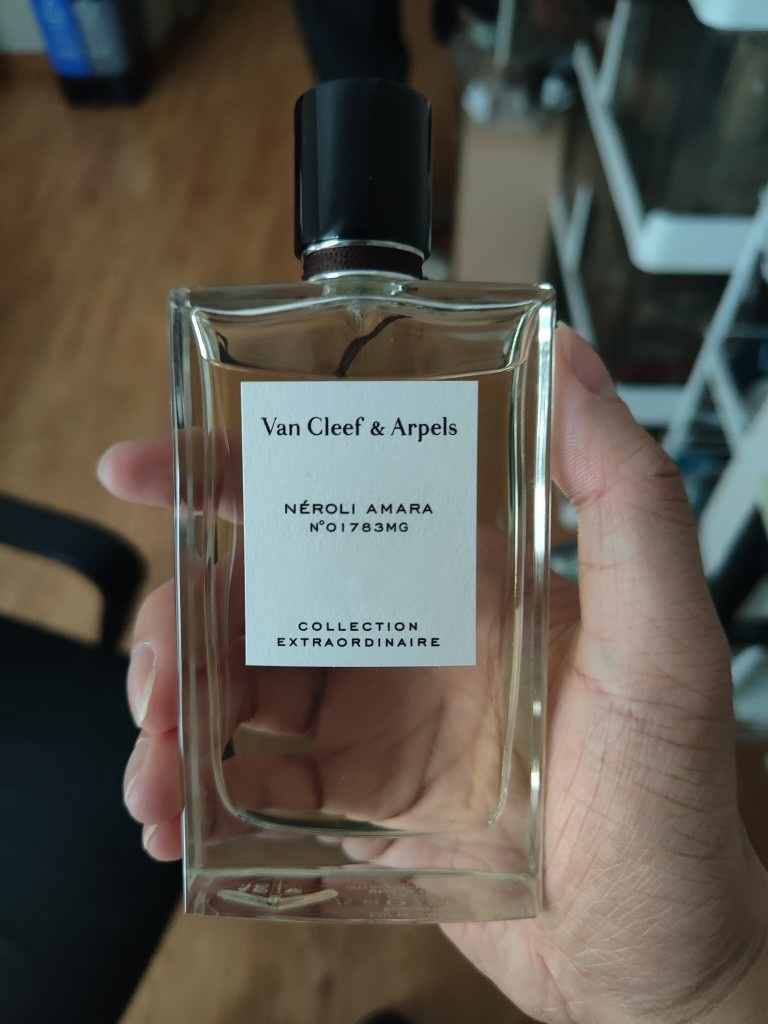 Van Cleef & Arpels
NÉROLI AMARA
N°01783MG
COLLECTION
EXTRAORDINAIRE